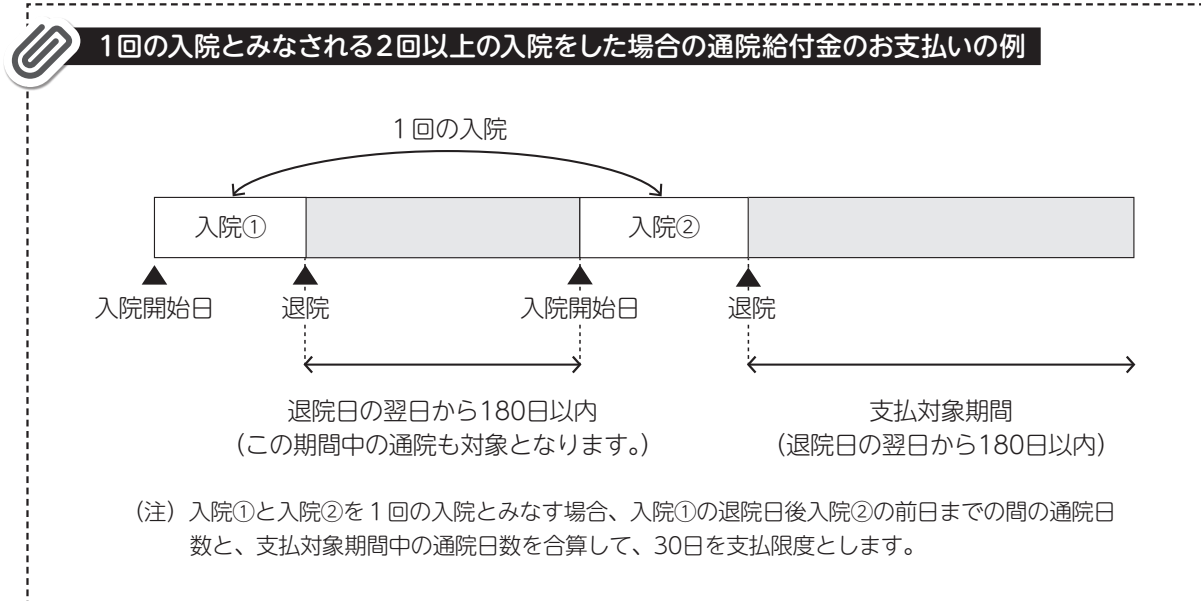 1回の入院とみなされる2回以上の入院をした場合の通院給付金のお支払いの例
1回の入院
入院①
入院②
入院開始日
退院
入院開始日
退院
退院日の翌日から180日以内
（この期間中の通院も対象となります。）
支払対象期間
（退院日の翌日から180日以内）
（注）入院①と入院②を1回の入院とみなす場合、入院①の退院日後入院②の前日までの間の通院日
数と、支払対象期間中の通院日数を合算して、30日を支払限度とします。